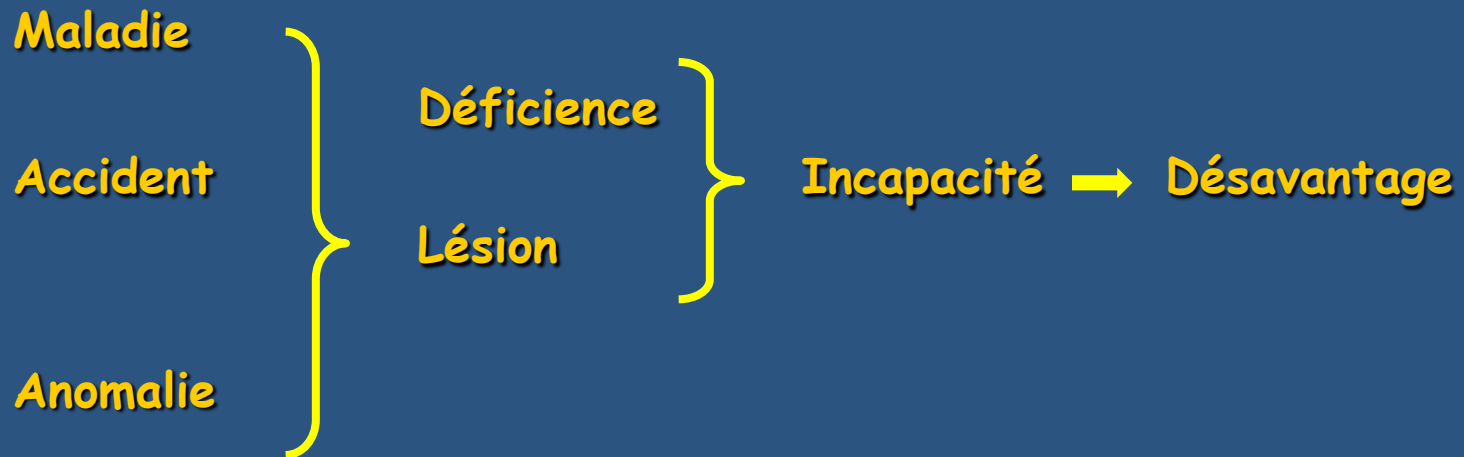 Maladie
Déficience
Accident
Incapacité ➡ Désavantage
Lésion
Anomalie